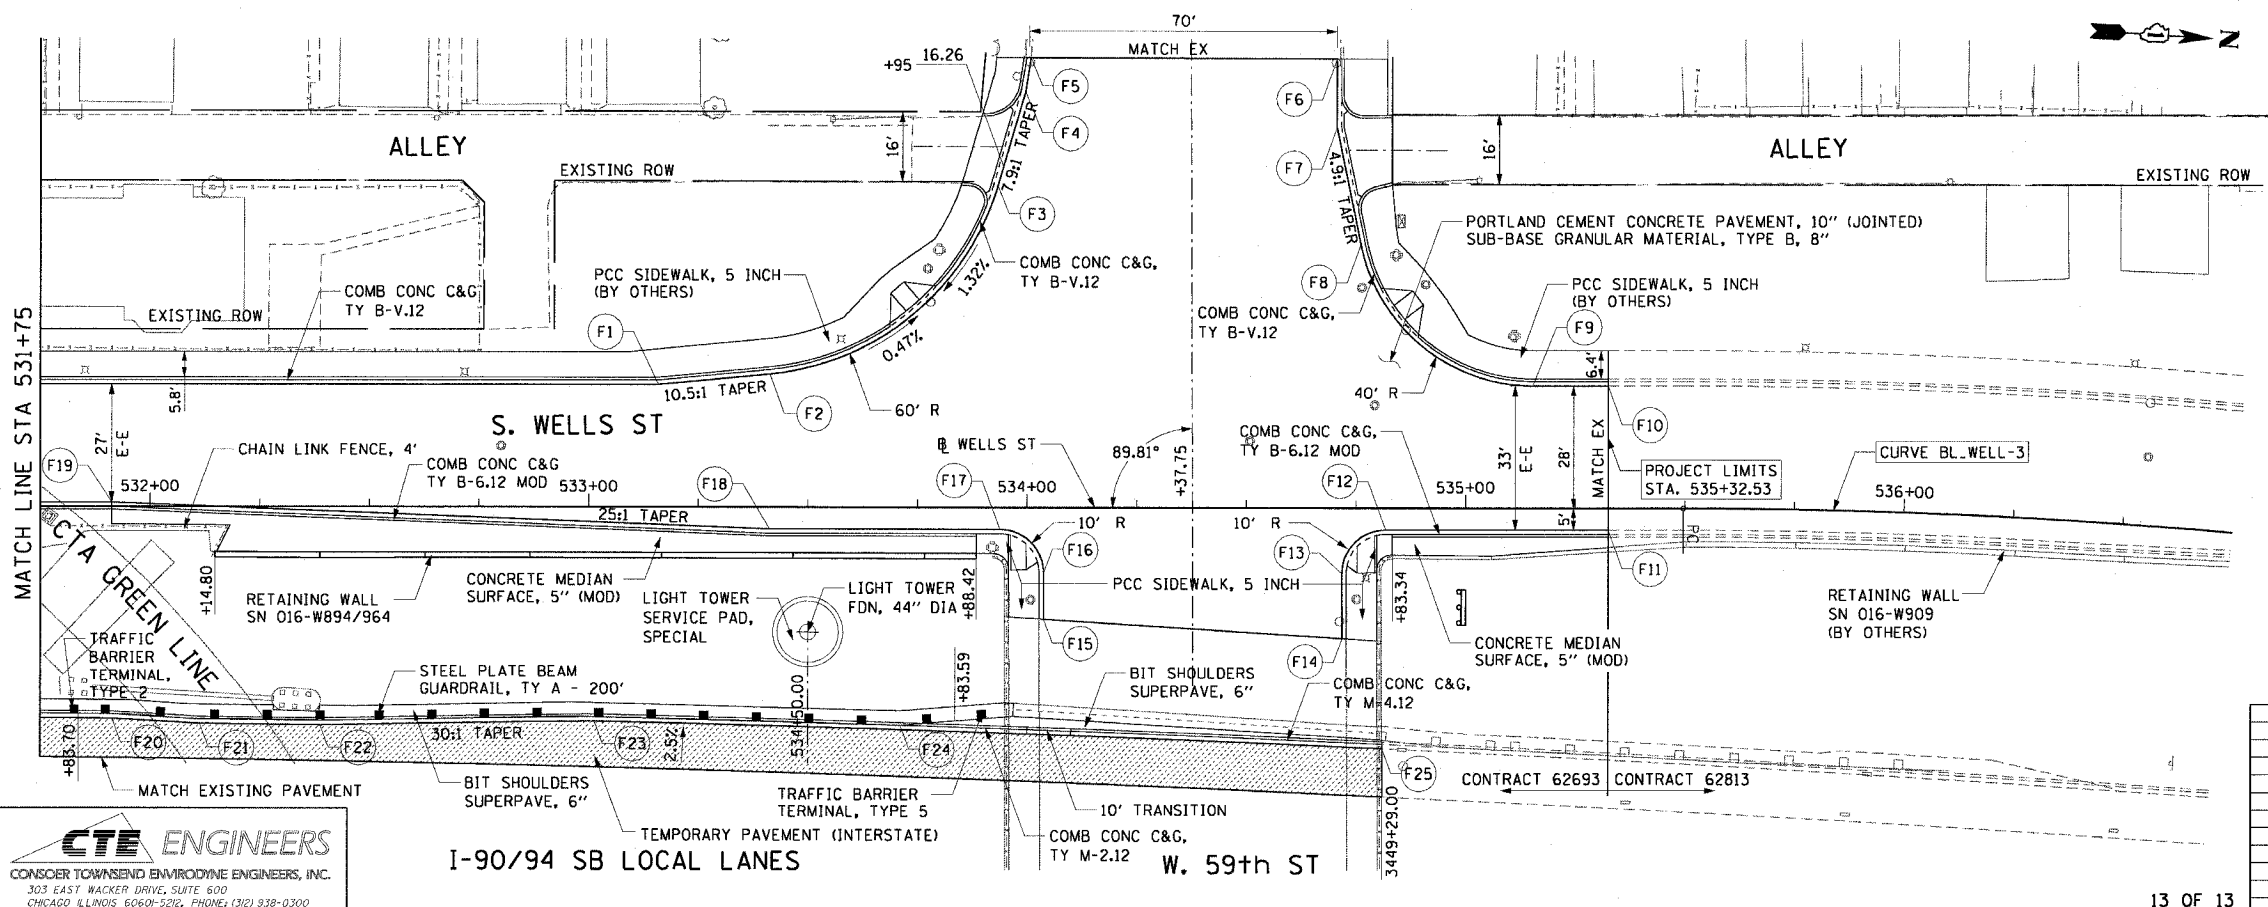 70'
MATCH EX
N
16.26
+95
F5
F6
ALLEY
16'
7.9:1 TAPER
F4
F7
4.9:1 TAPER
16'
ALLEY
EXISTING ROW
EXISTING ROW
F3
PORTLAND CEMENT CONCRETE PAVEMENT, 10" (JOINTED)
SUB-BASE GRANULAR MATERIAL, TYPE B, 8"
COMB CONC C&G,
TY B-V.12
1.32%
PCC SIDEWALK, 5 INCH
(BY OTHERS)
F8
PCC SIDEWALK, 5 INCH
(BY OTHERS)
COMB CONC C&G
TY B-V.12
EXISTING ROW
F1
0.47%
COMB CONC C&G,
TY B-V.12
F9
MATCH LINE STA 531+75
5.8'
10.5:1 TAPER
F2
60' R
40' R
6.4'
F10
S. WELLS ST
27'
E-E
CHAIN LINK FENCE, 4'
F19
COMB CONC C&G
TY B-6.12 MOD
℄ WELLS ST
89.81°
+37.75
COMB CONC C&G,
TY B-6.12 MOD
33'
E-E
28'
MATCH EX
PROJECT LIMITS
STA. 535+32.53
CURVE BL_WELL-3
532+00
533+00
F18
F17
534+00
F12
535+00
536+00
25:1 TAPER
10' R
10' R
5'
PC
CTA GREEN LINE
F16
F13
F11
+14.80
RETAINING WALL
SN 016-W894/964
CONCRETE MEDIAN
SURFACE, 5" (MOD)
LIGHT TOWER
SERVICE PAD,
SPECIAL
LIGHT TOWER
FDN, 44" DIA
+88.42
PCC SIDEWALK, 5 INCH
+83.34
RETAINING WALL
SN 016-W909
(BY OTHERS)
TRAFFIC
BARRIER
TERMINAL,
TYPE 2
F15
F14
CONCRETE MEDIAN
SURFACE, 5" (MOD)
STEEL PLATE BEAM
GUARDRAIL, TY A - 200'
+83.59
BIT SHOULDERS
SUPERPAVE, 6"
COMB CONC C&G,
TY M-4.12
+83.70
F20
F21
F22
30:1 TAPER
F23
2.5%
534+50.00
F24
F25
CONTRACT 62693
CONTRACT 62813
MATCH EXISTING PAVEMENT
BIT SHOULDERS
SUPERPAVE, 6"
TRAFFIC BARRIER
TERMINAL, TYPE 5
10' TRANSITION
TEMPORARY PAVEMENT (INTERSTATE)
COMB CONC C&G,
TY M-2.12
3449+29.00
I-90/94 SB LOCAL LANES
W. 59th ST
CTE ENGINEERS
CONSOER TOWNSEND ENVIRODYNE ENGINEERS, INC.
303 EAST WACKER DRIVE, SUITE 600
CHICAGO ILLINOIS 60601-5212, PHONE: (312) 938-0300
13 OF 13